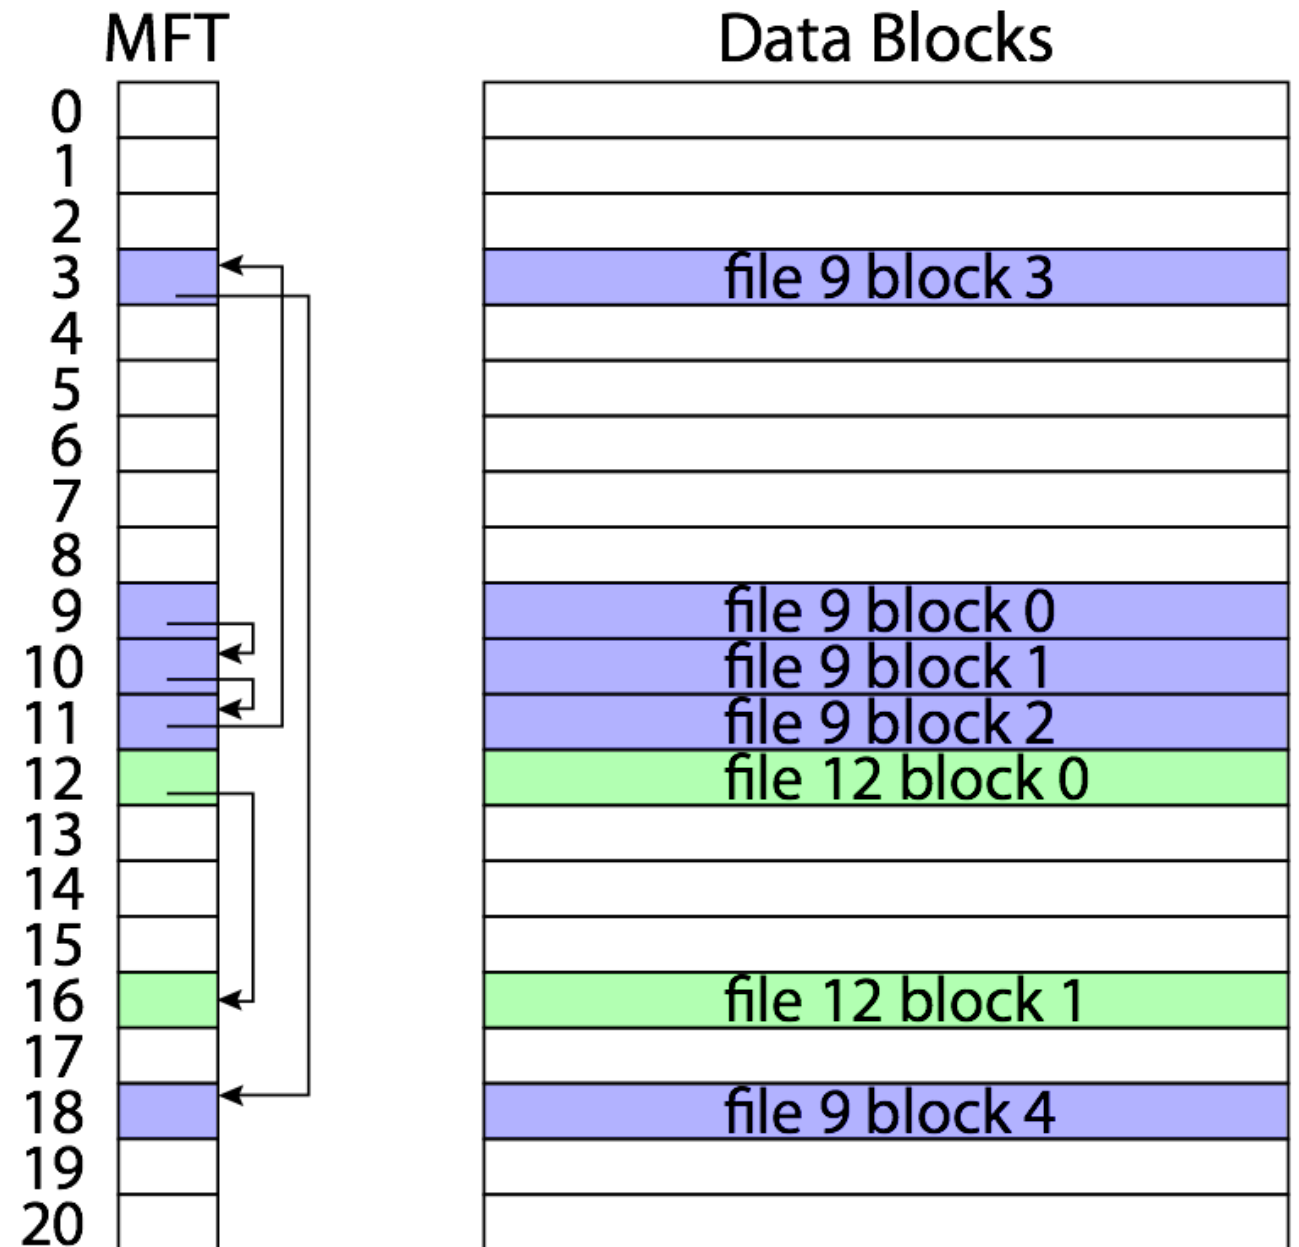 MFT Data Blocks
0
1
2
3 file 9 block 3
4
5
6
7
8
9 file 9 block 0
10 file 9 block 1
11 file 9 block 2
12 file 12 block 0
13
14
15
16 file 12 block 1
17
18 file 9 block 4
19
20